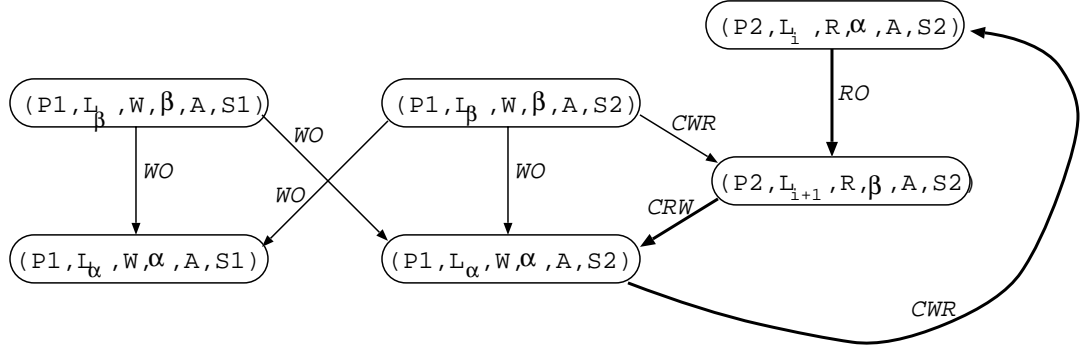 (P2,L_i ,R,α ,A,S2)
RO
(P1,L_β ,W,β,A,S1)
(P1,L_β ,W,β,A,S2)
WO
CWR
WO
WO
WO
(P2,L_{i+1} ,R,β,A,S2)
CRW
(P1,L_α ,W,α ,A,S1)
(P1,L_α ,W,α ,A,S2)
CWR